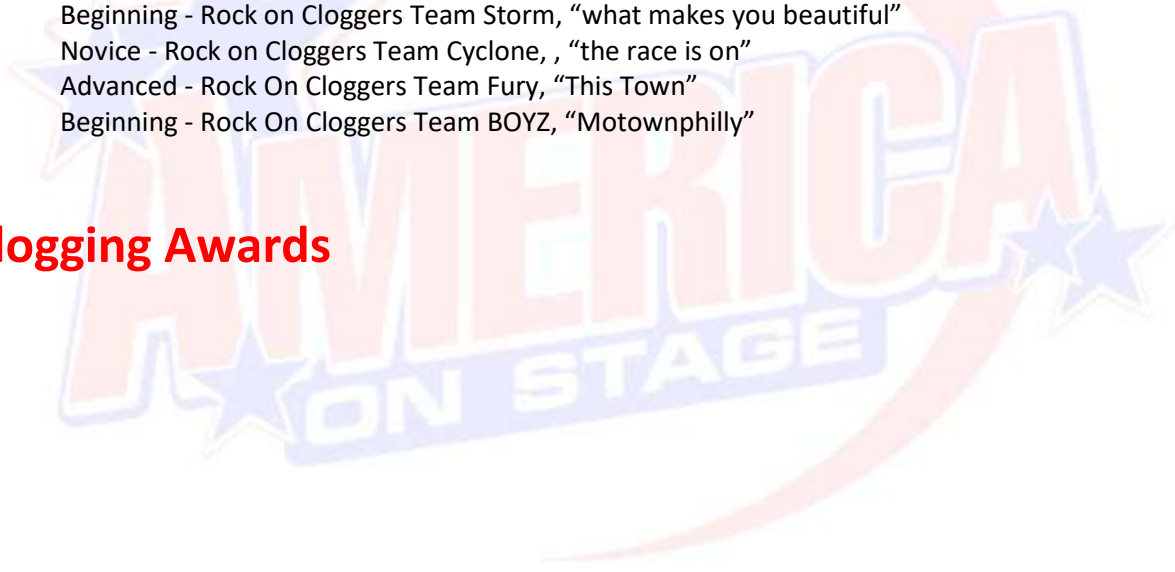 Beginning - Rock on Cloggers Team Storm, “what makes you beautiful”
Novice - Rock on Cloggers Team Cyclone, , “the race is on”
Advanced - Rock On Cloggers Team Fury, “This Town”
Beginning - Rock On Cloggers Team BOYZ, “Motownphilly”
logging Awards
AMERICA
ON STAGE